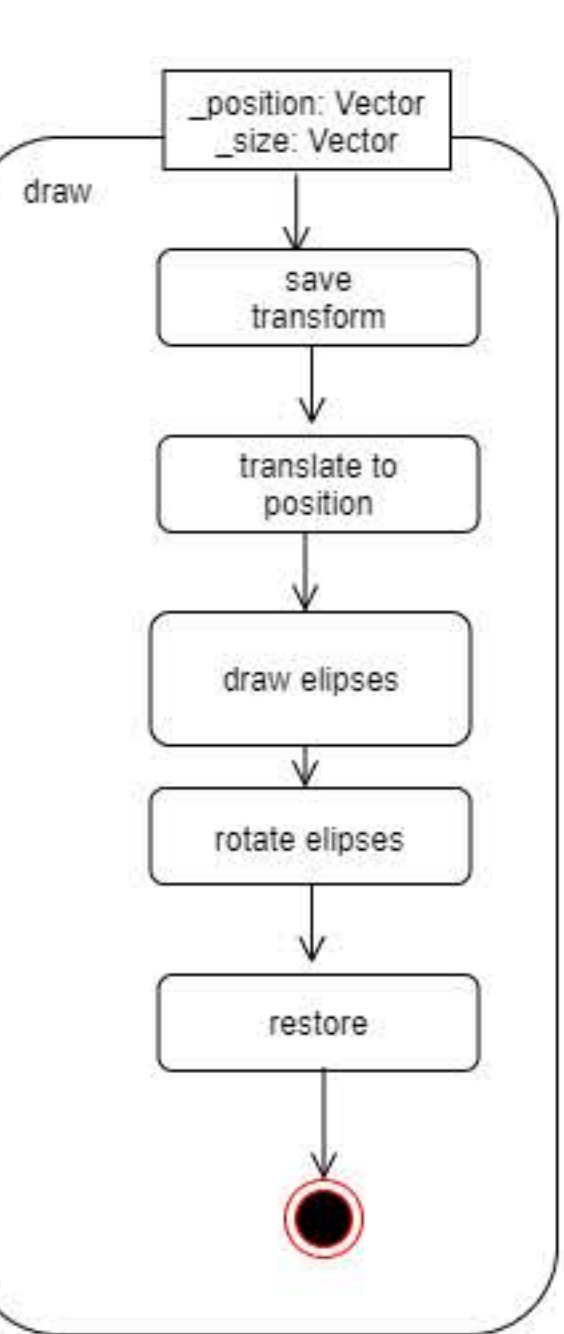 _position: Vector
_size: Vector
draw
save
transform
translate to
position
draw elipses
rotate elipses
restore